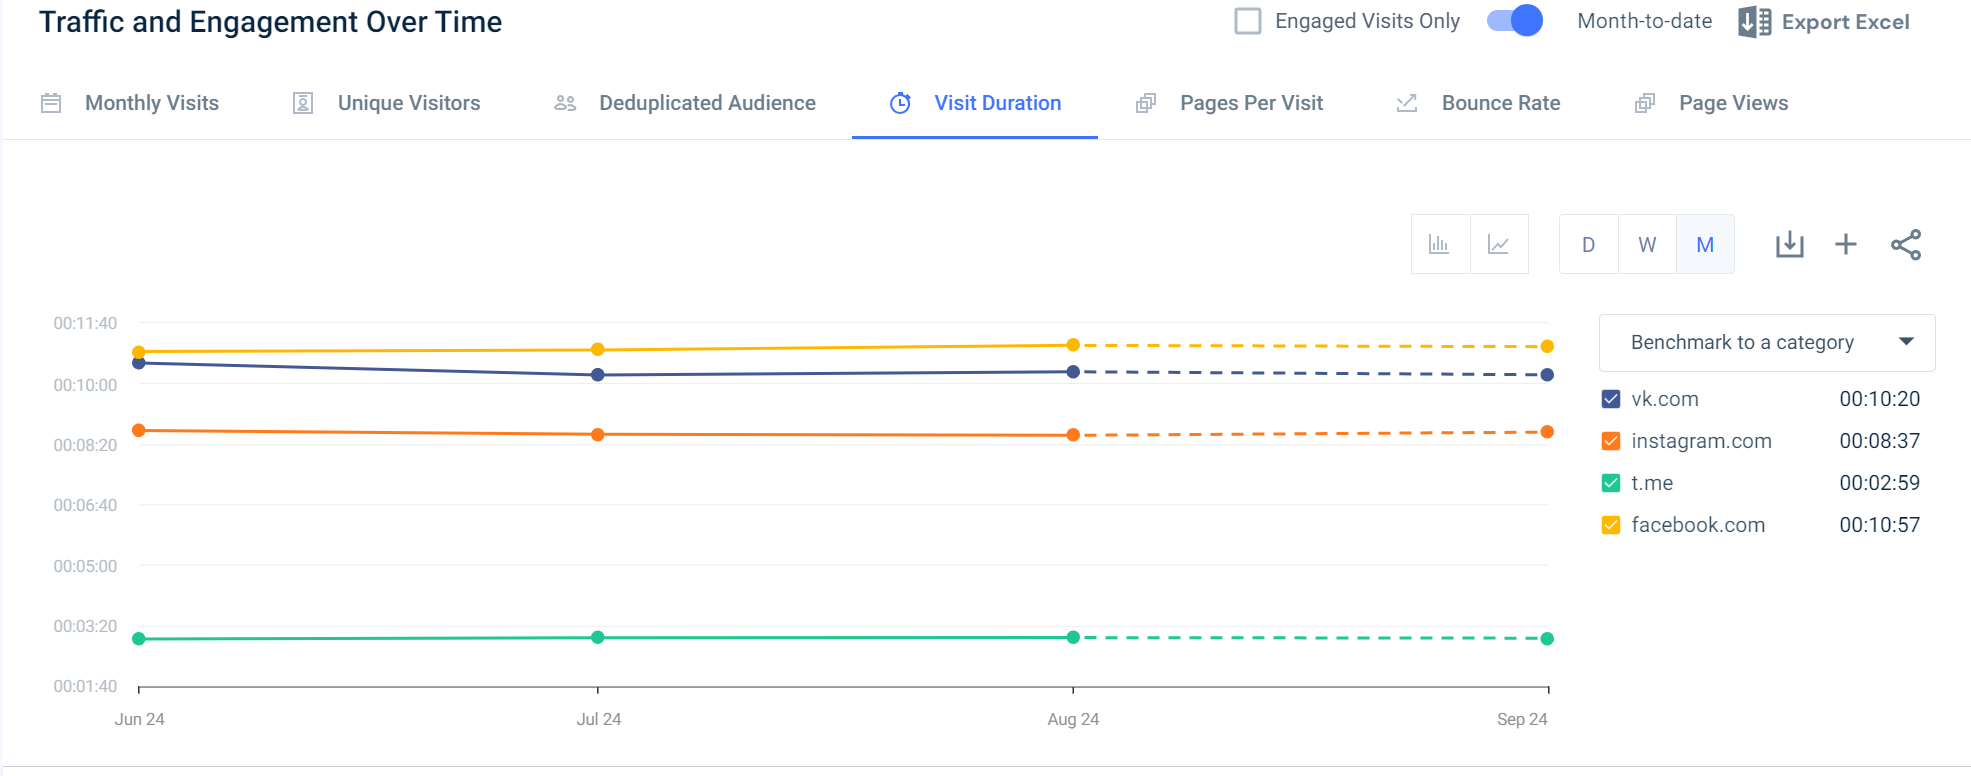 Traffic and Engagement Over Time
Engaged Visits Only
Month-to-date
Export Excel
Monthly Visits
Unique Visitors
Deduplicated Audience
Visit Duration
Pages Per Visit
Bounce Rate
Page Views
D
W
M
00:11:40
00:10:00
00:08:20
00:06:40
00:05:00
00:03:20
00:01:40
Jun 24
Jul 24
Aug 24
Sep 24
Benchmark to a category
vk.com 00:10:20
instagram.com 00:08:37
t.me 00:02:59
facebook.com 00:10:57